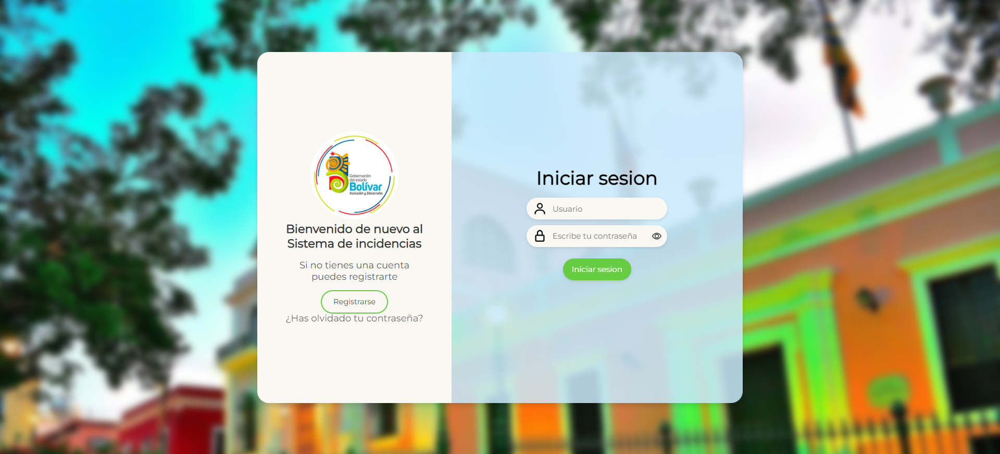 Gobernación
del estado
Bolívar
Inclusión y Desarrollo
Bienvenido de nuevo al
Sistema de incidencias
Si no tienes una cuenta
puedes registrarte
Registrarse
¿Has olvidado tu contraseña?
Iniciar sesion
Usuario
Escribe tu contraseña
Iniciar sesion